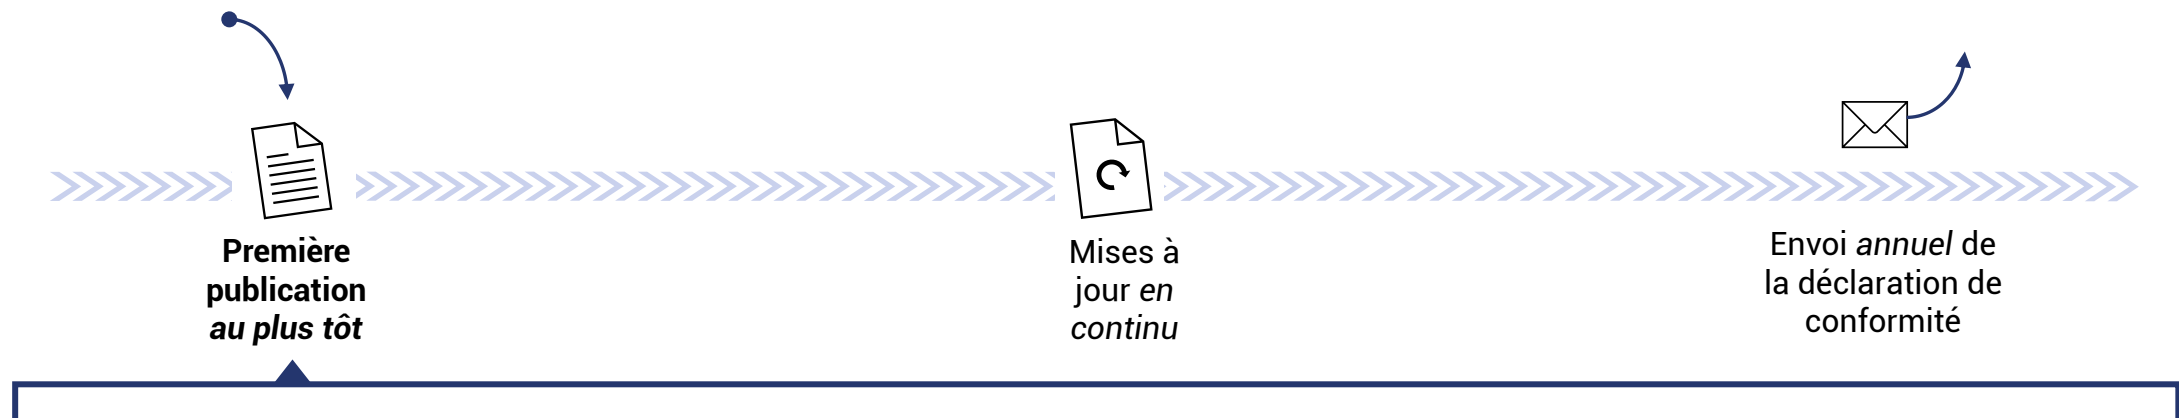 Première
publication
au plus tôt
Mises à
jour en
continu
Envoi annuel de
la déclaration de
conformité